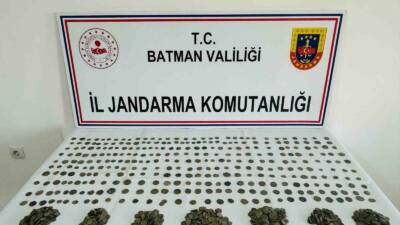 T.C.
BATMAN VALİLİĞİ
İL JANDARMA KOMUTANLIĞI